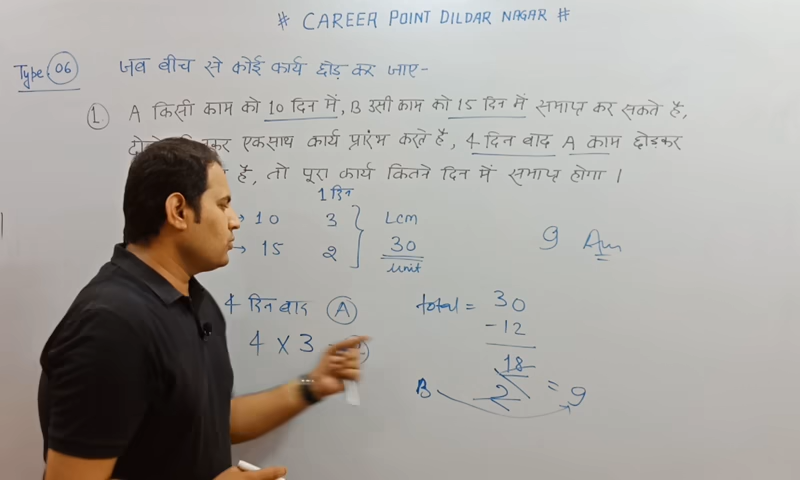 # CAREER POINT DILDAR NAGAR #
Type: 06 जब बीच से कोई कार्य छोड़ कर जाए-
1 A किसी काम को 10 दिन में, B उसी काम को 15 दिन में समाप्त कर सकते है,
एकसाथ कार्य प्रारंभ करते है, 4 दिन बाद A काम छोड़कर
है, तो पूरा कार्य कितने दिन में समाप्त होगा ।
1 दिन
→ 10 3 Lcm
→ 15 2 30
unit
9 Ans
4 दिन बाद A
4 x 3
total = 30
-12
18
B 2 = 9